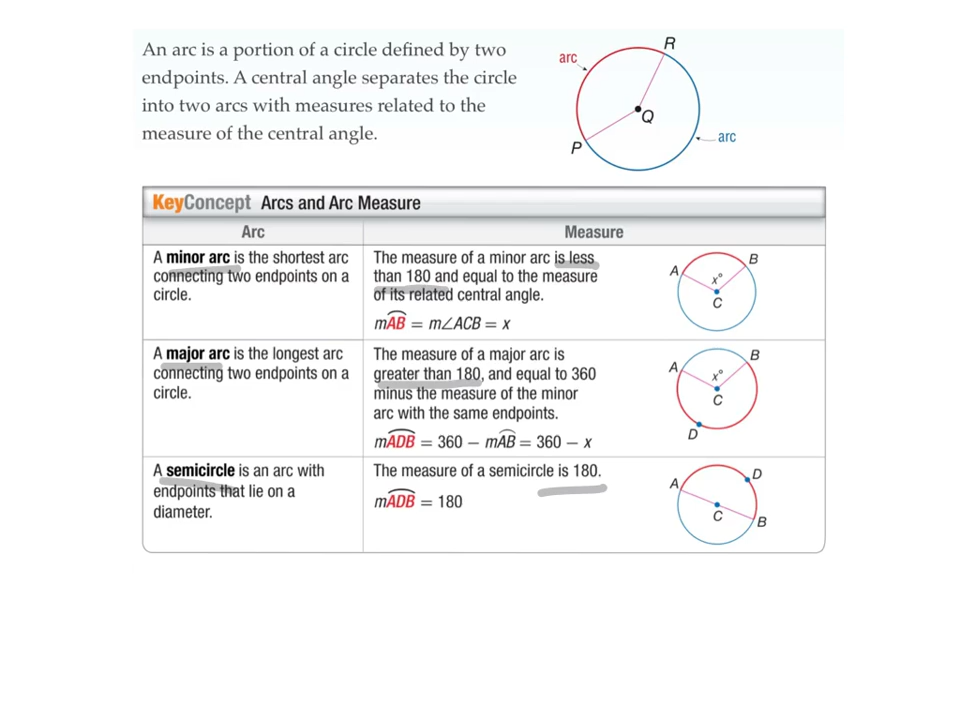 An arc is a portion of a circle defined by two
endpoints. A central angle separates the circle
into two arcs with measures related to the
measure of the central angle.
arc
R
Q
P
arc
KeyConcept Arcs and Arc Measure
Arc
Measure
A minor arc is the shortest arc
connecting two endpoints on a
circle.
The measure of a minor arc is less
than 180 and equal to the measure
of its related central angle.
m⌢AB = m∠ACB = x
A
B
x°
C
A major arc is the longest arc
connecting two endpoints on a
circle.
The measure of a major arc is
greater than 180, and equal to 360
minus the measure of the minor
arc with the same endpoints.
m⌢ADB = 360 − m⌢AB = 360 − x
A
B
x°
C
D
A semicircle is an arc with
endpoints that lie on a
diameter.
The measure of a semicircle is 180.
m⌢ADB = 180
A
D
C
B